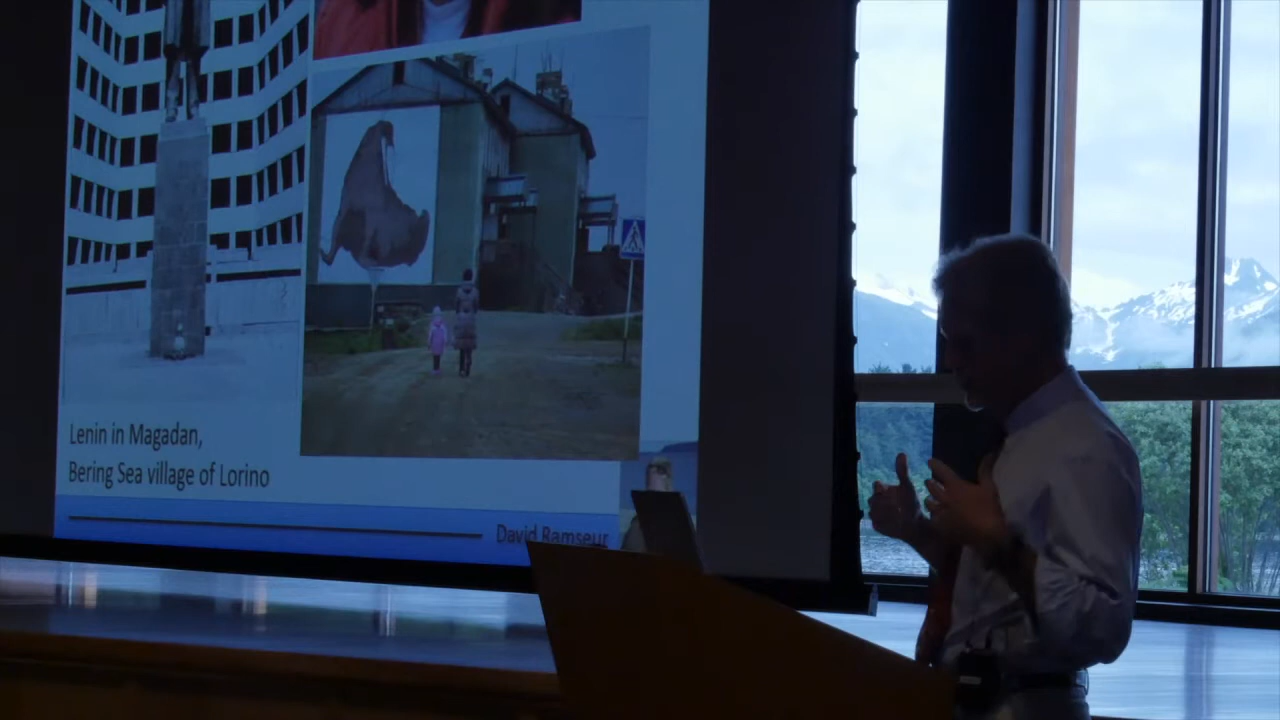 Lenin in Magadan,
Bering Sea village of Lorino
David Ramseur